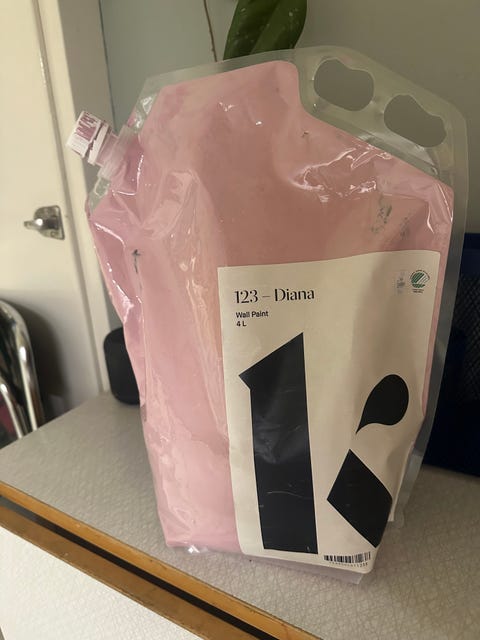 123 – Diana
Wall Paint
4 L